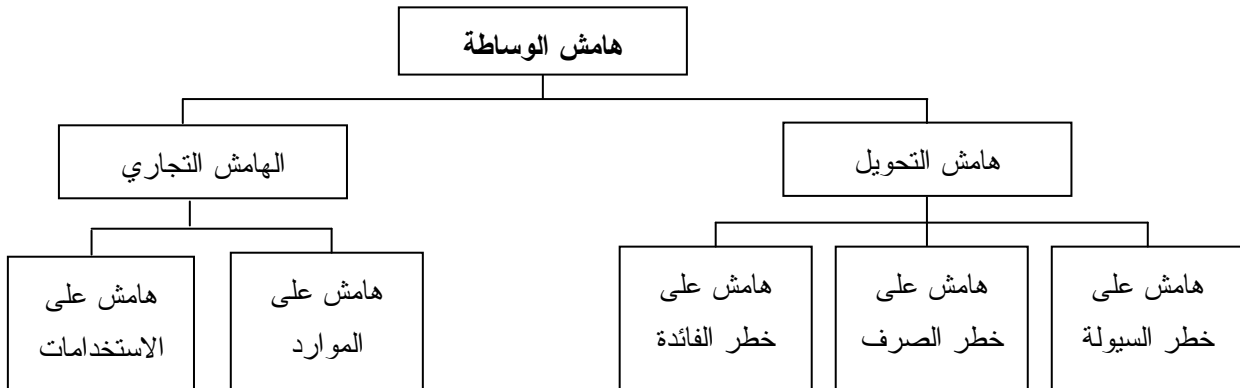 هامش الوساطة
هامش التحويل
الهامش التجاري
هامش على
خطر السيولة
هامش على
خطر الصرف
هامش على
خطر الفائدة
هامش على
الموارد
هامش على
الاستخدامات